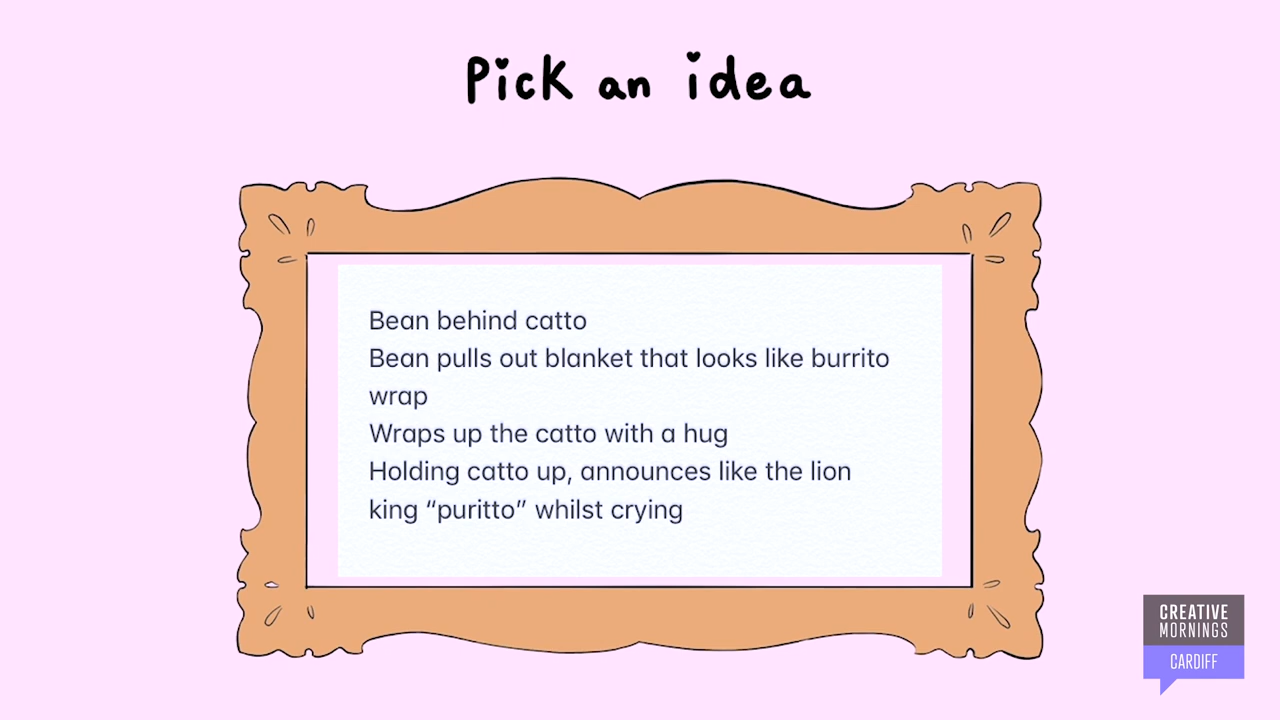 Pick an idea
Bean behind catto
Bean pulls out blanket that looks like burrito
wrap
Wraps up the catto with a hug
Holding catto up, announces like the lion
king “puritto” whilst crying
CREATIVE
MORNINGS
CARDIFF